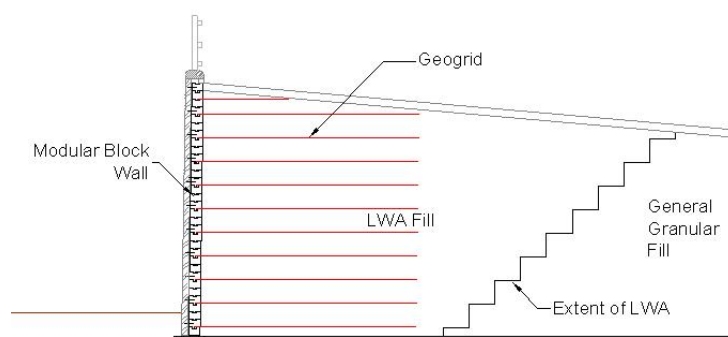 Geogrid
Modular Block
Wall
LWA Fill
General
Granular
Fill
Extent of LWA